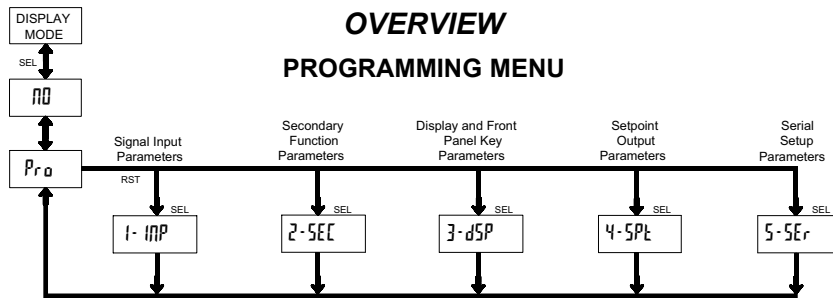 DISPLAY
MODE
OVERVIEW
SEL
PROGRAMMING MENU
NO
Signal Input
Parameters
Secondary
Function
Parameters
Display and Front
Panel Key
Parameters
Setpoint
Output
Parameters
Serial
Setup
Parameters
Pro
RST
SEL
SEL
SEL
SEL
SEL
1-INP
2-SEC
3-dSP
4-SPt
5-SEr